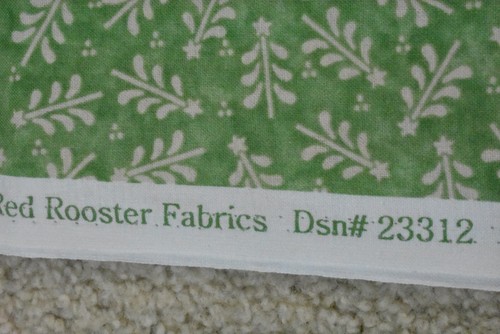 Red Rooster Fabrics Dsn# 23312